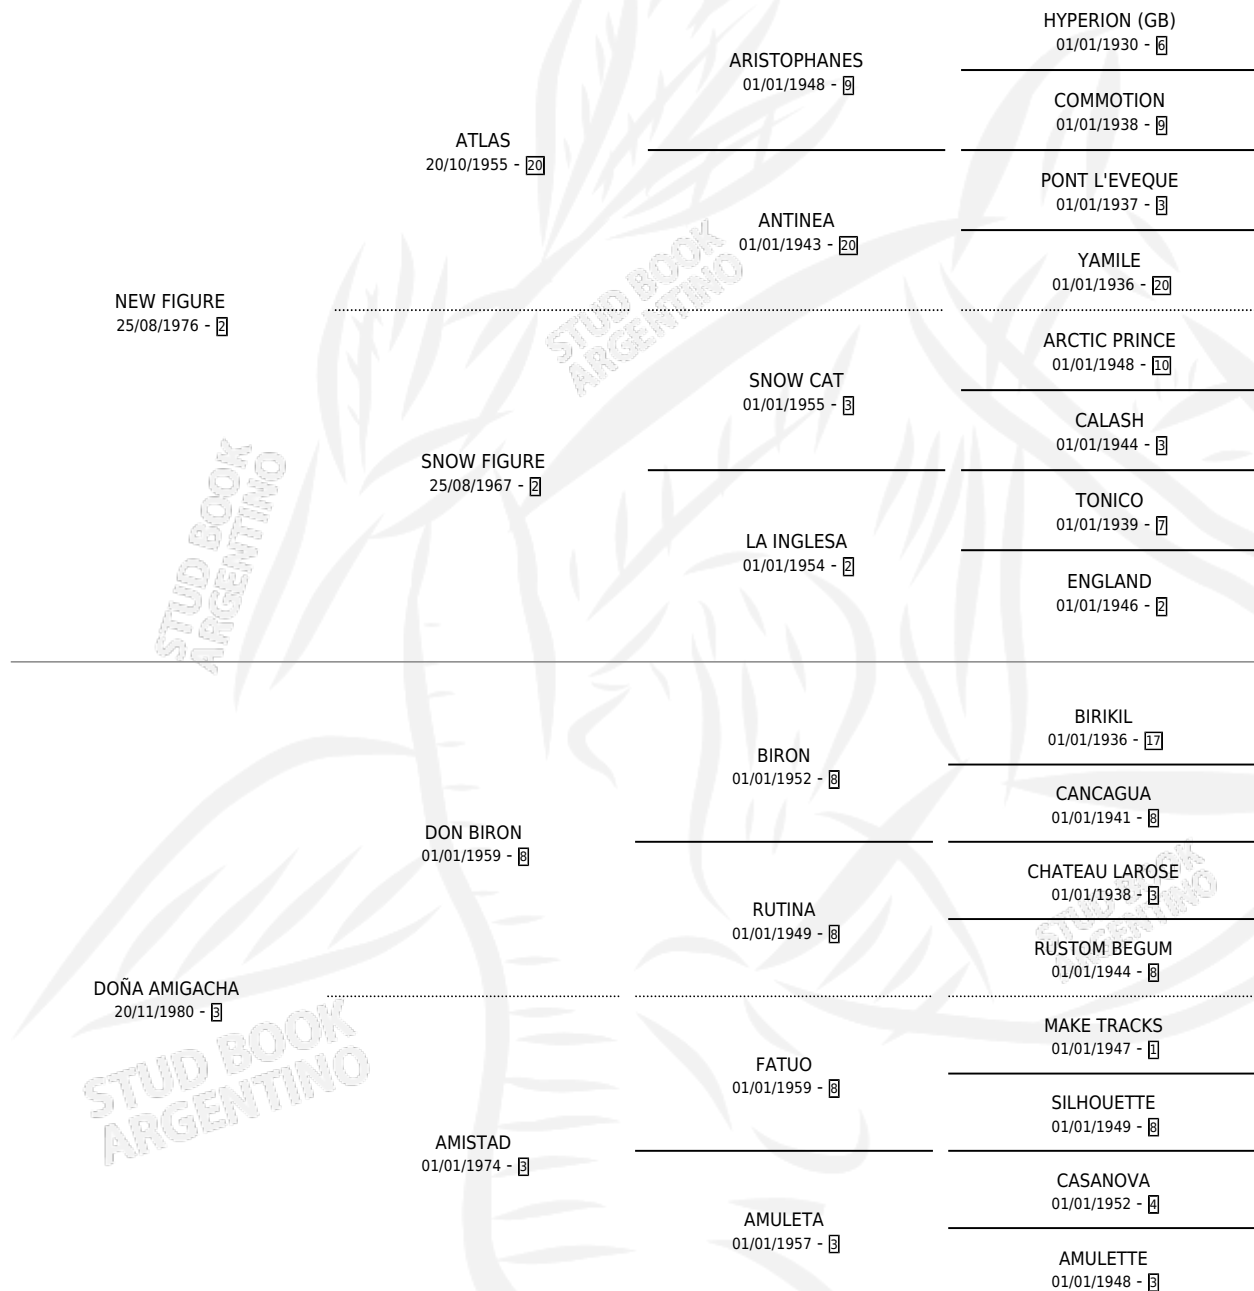 HYPERION (GB)
01/01/1930 - 6
ARISTOPHANES
01/01/1948 - 9
COMMOTION
01/01/1938 - 9
ATLAS
20/10/1955 - 20
PONT L'EVEQUE
01/01/1937 - 3
ANTINEA
01/01/1943 - 20
YAMILE
01/01/1936 - 20
NEW FIGURE
25/08/1976 - 2
ARCTIC PRINCE
01/01/1948 - 10
SNOW CAT
01/01/1955 - 3
CALASH
01/01/1944 - 3
SNOW FIGURE
25/08/1967 - 2
TONICO
01/01/1939 - 7
LA INGLESA
01/01/1954 - 2
ENGLAND
01/01/1946 - 2
BIRIKIL
01/01/1936 - 17
BIRON
01/01/1952 - 8
CANCAGUA
01/01/1941 - 8
DON BIRON
01/01/1959 - 8
CHATEAU LAROSE
01/01/1938 - 3
RUTINA
01/01/1949 - 8
RUSTOM BEGUM
01/01/1944 - 8
DOÑA AMIGACHA
20/11/1980 - 3
MAKE TRACKS
01/01/1947 - 1
FATUO
01/01/1959 - 8
SILHOUETTE
01/01/1949 - 8
AMISTAD
01/01/1974 - 3
CASANOVA
01/01/1952 - 4
AMULETA
01/01/1957 - 3
AMULETTE
01/01/1948 - 3
STUD BOOK
ARGENTINO
STUD BOOK
ARGENTINO
STUD BOOK
ARGENTINO
STUD BOOK
ARGENTINO